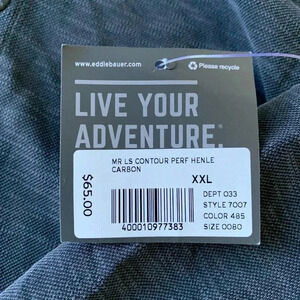 www.eddiebauer.com
Please recycle
LIVE YOUR
ADVENTURE.
MR LS CONTOUR PERF HENLE
CARBON
XXL
$65.00
DEPT 033
STYLE 7007
COLOR 485
SIZE 0080
400010977383